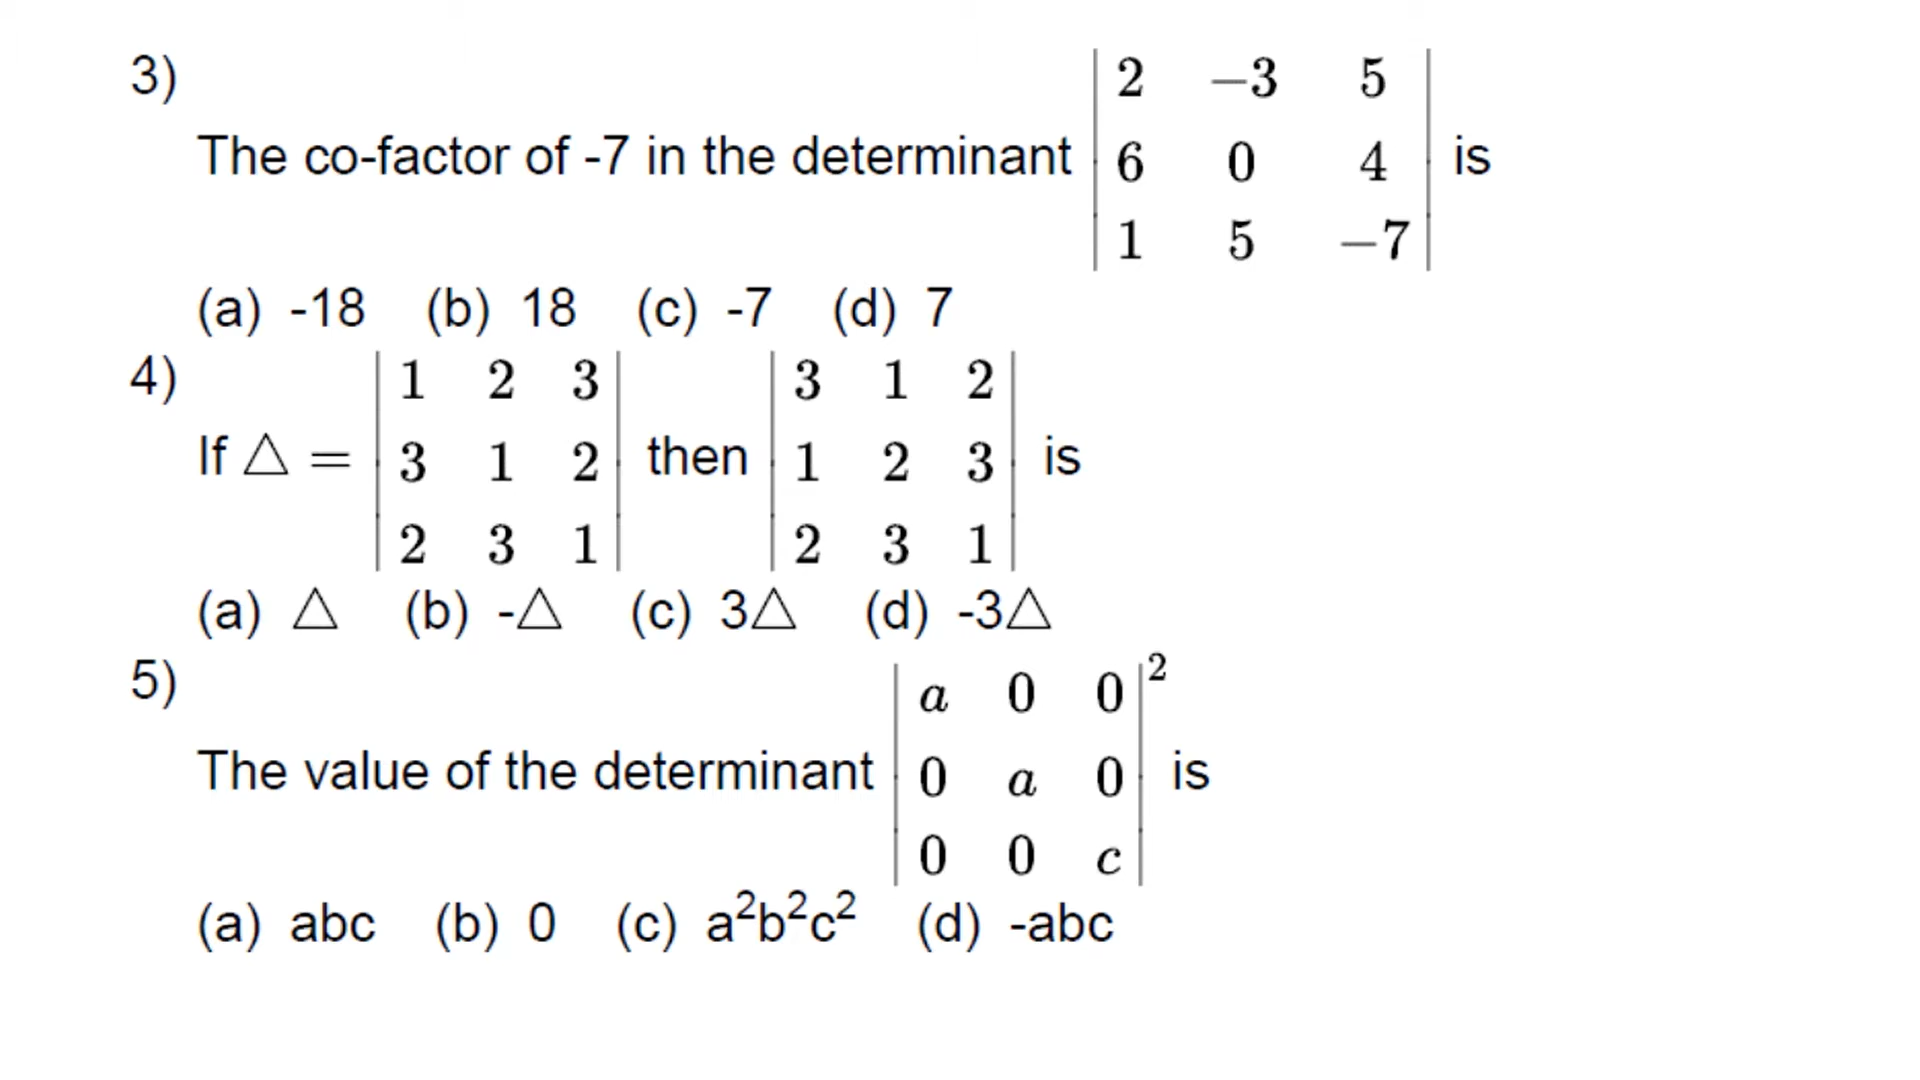 3)
The co-factor of -7 in the determinant | 2 −3 5 | is
| 6 0 4 |
| 1 5 −7 |
(a) -18 (b) 18 (c) -7 (d) 7
4)
If △ = | 1 2 3 | then | 3 1 2 | is
| 3 1 2 | | 1 2 3 |
| 2 3 1 | | 2 3 1 |
(a) △ (b) -△ (c) 3△ (d) -3△
5)
The value of the determinant | a 0 0 |² is
| 0 a 0 |
| 0 0 c |
(a) abc (b) 0 (c) a²b²c² (d) -abc